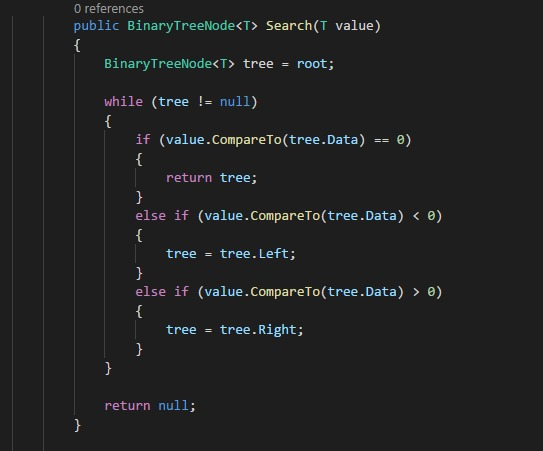 0 references
public BinaryTreeNode<T> Search(T value)
{
BinaryTreeNode<T> tree = root;
while (tree != null)
{
if (value.CompareTo(tree.Data) == 0)
{
return tree;
}
else if (value.CompareTo(tree.Data) < 0)
{
tree = tree.Left;
}
else if (value.CompareTo(tree.Data) > 0)
{
tree = tree.Right;
}
}
return null;
}